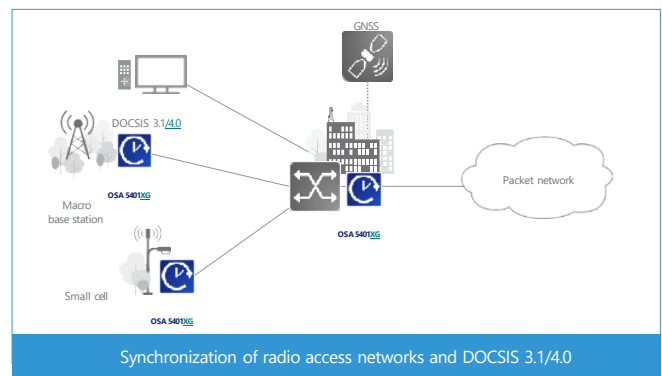 GNSS
DOCSIS 3.1/4.0
OSA 5401XG
Macro
base station
OSA 5401XG
Packet network
Small cell
OSA 5401XG
Synchronization of radio access networks and DOCSIS 3.1/4.0